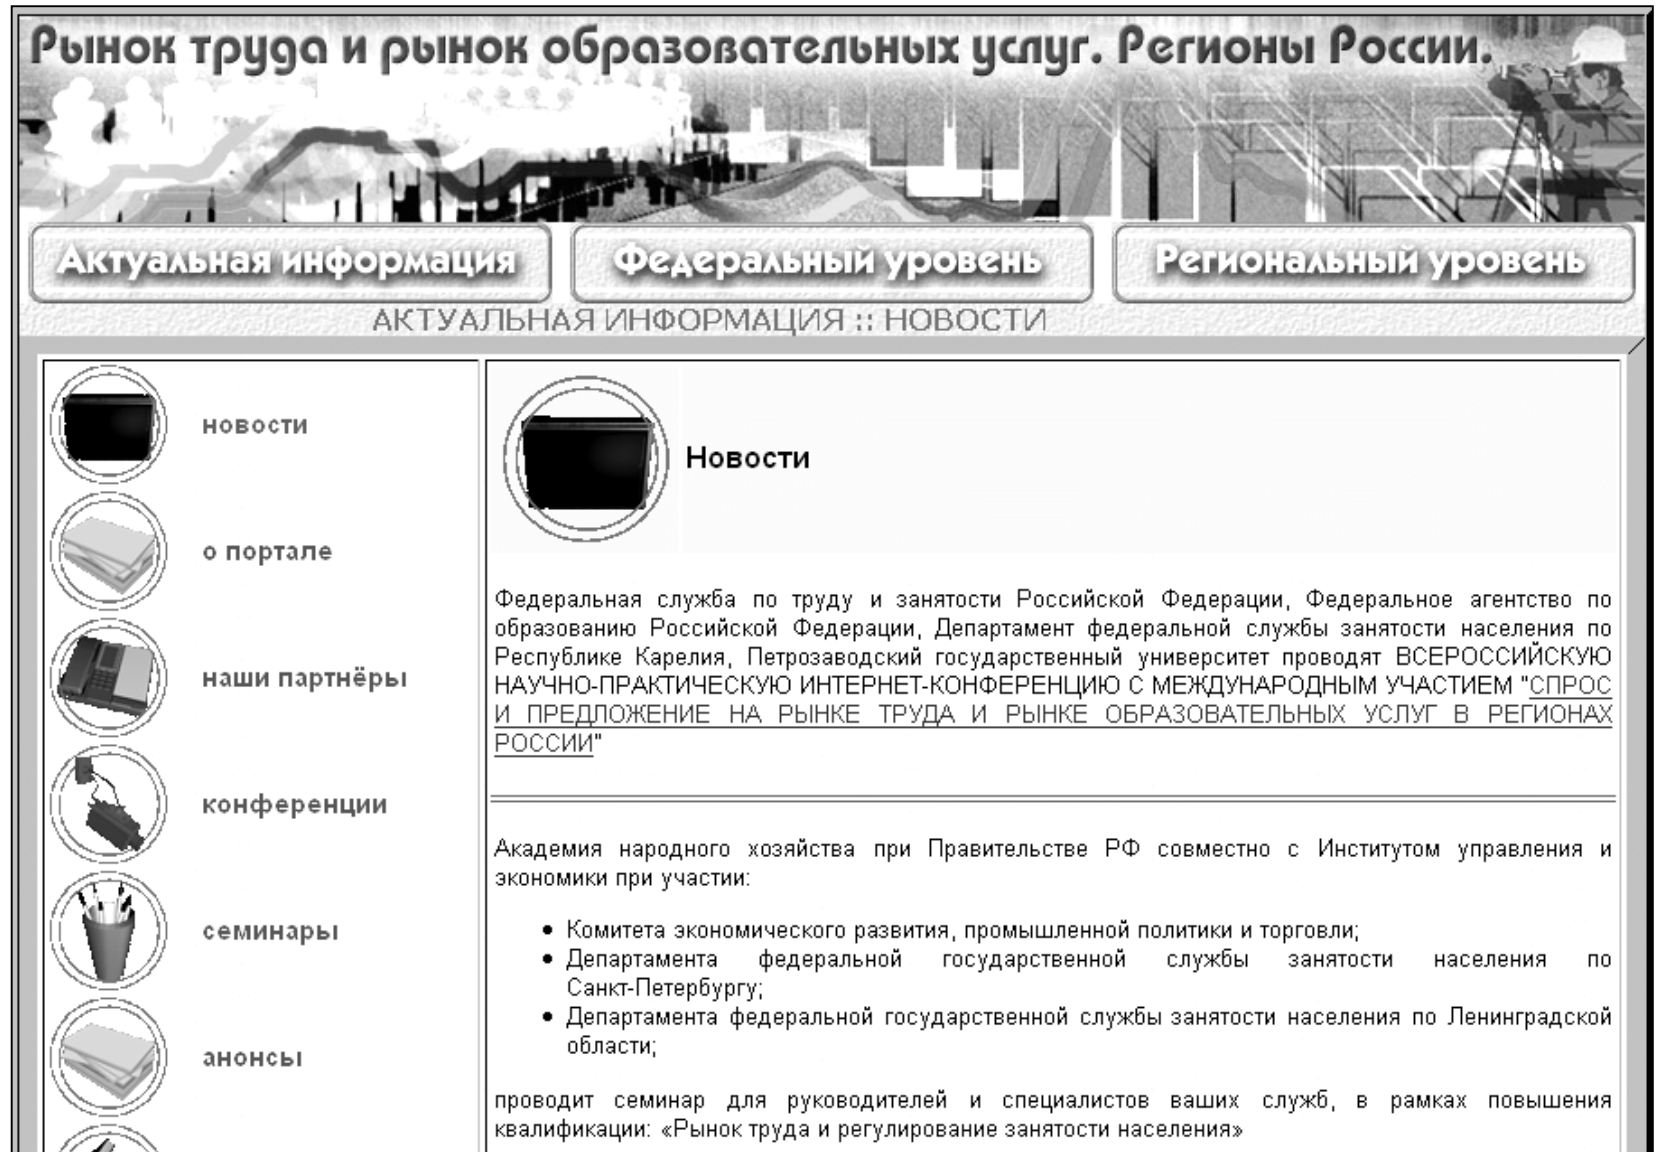 Рынок труда и рынок образовательных услуг. Регионы России.
Актуальная информация
Федеральный уровень
Региональный уровень
АКТУАЛЬНАЯ ИНФОРМАЦИЯ :: НОВОСТИ
новости
о портале
наши партнёры
конференции
семинары
анонсы
Новости
Федеральная служба по труду и занятости Российской Федерации, Федеральное агентство по
образованию Российской Федерации, Департамент федеральной службы занятости населения по
Республике Карелия, Петрозаводский государственный университет проводят ВСЕРОССИЙСКУЮ
НАУЧНО-ПРАКТИЧЕСКУЮ ИНТЕРНЕТ-КОНФЕРЕНЦИЮ С МЕЖДУНАРОДНЫМ УЧАСТИЕМ "СПРОС
И ПРЕДЛОЖЕНИЕ НА РЫНКЕ ТРУДА И РЫНКЕ ОБРАЗОВАТЕЛЬНЫХ УСЛУГ В РЕГИОНАХ
РОССИИ"
Академия народного хозяйства при Правительстве РФ совместно с Институтом управления и
экономики при участии:
• Комитета экономического развития, промышленной политики и торговли;
• Департамента федеральной государственной службы занятости населения по
Санкт-Петербургу;
• Департамента федеральной государственной службы занятости населения по Ленинградской
области;
проводит семинар для руководителей и специалистов ваших служб, в рамках повышения
квалификации: «Рынок труда и регулирование занятости населения»